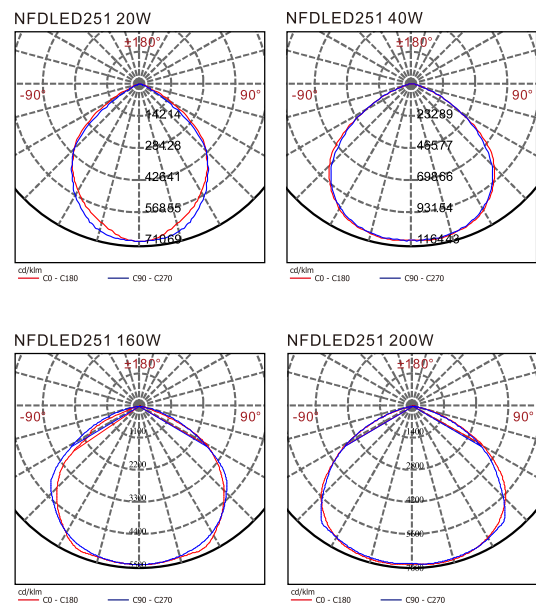 NFDLED251 20W
±180°
-90°
90°
14214
28428
42641
56855
71069
cd/klm
C0 - C180
C90 - C270
NFDLED251 40W
±180°
-90°
90°
23289
46577
69866
93154
116443
cd/klm
C0 - C180
C90 - C270
NFDLED251 160W
±180°
-90°
90°
1100
2200
3300
4400
5500
cd/klm
C0 - C180
C90 - C270
NFDLED251 200W
±180°
-90°
90°
1400
2800
4200
5600
7000
cd/klm
C0 - C180
C90 - C270